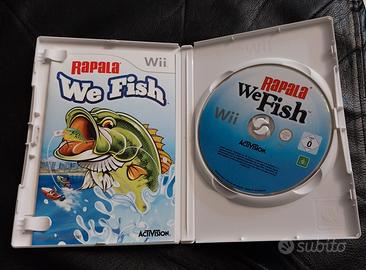 Rapala
Wii
We Fish
ACTIVISION
Rapala
We Fish
Wii
0
ACTIVISION
subito